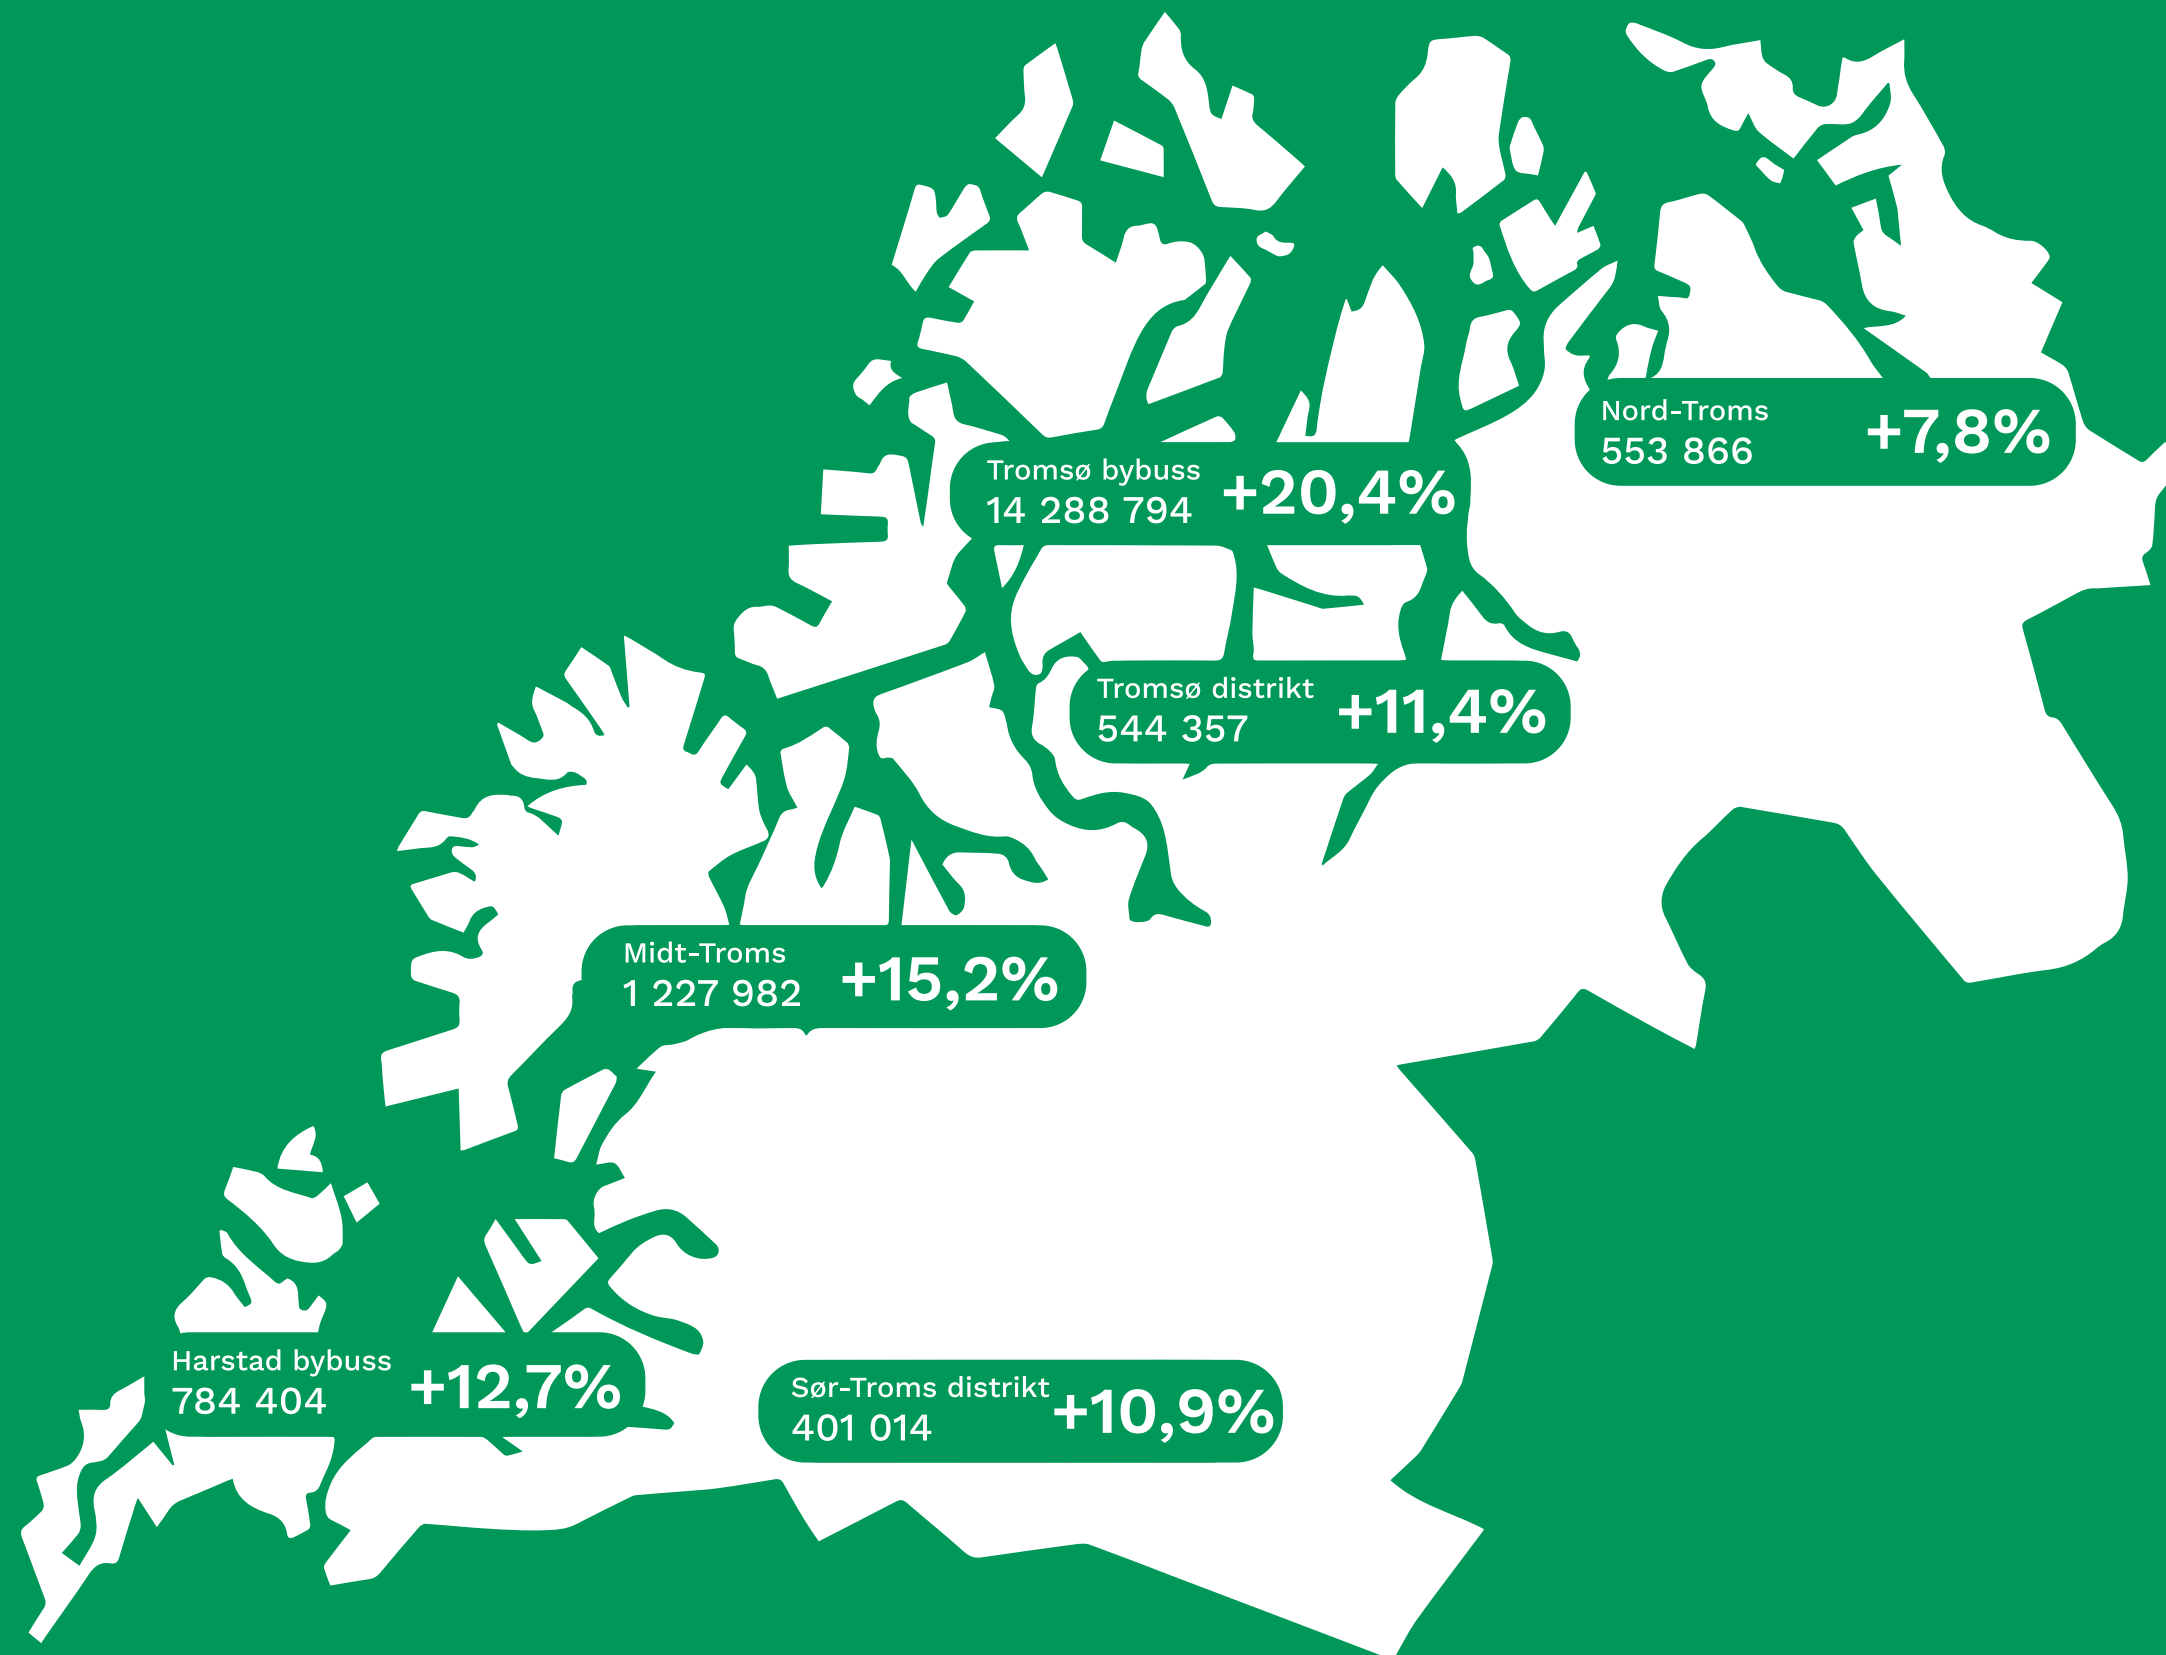 Nord-Troms
553 866
+7,8%
Tromsø bybuss
14 288 794
+20,4%
Tromsø distrikt
544 357
+11,4%
Midt-Troms
1 227 982
+15,2%
Harstad bybuss
784 404
+12,7%
Sør-Troms distrikt
401 014
+10,9%